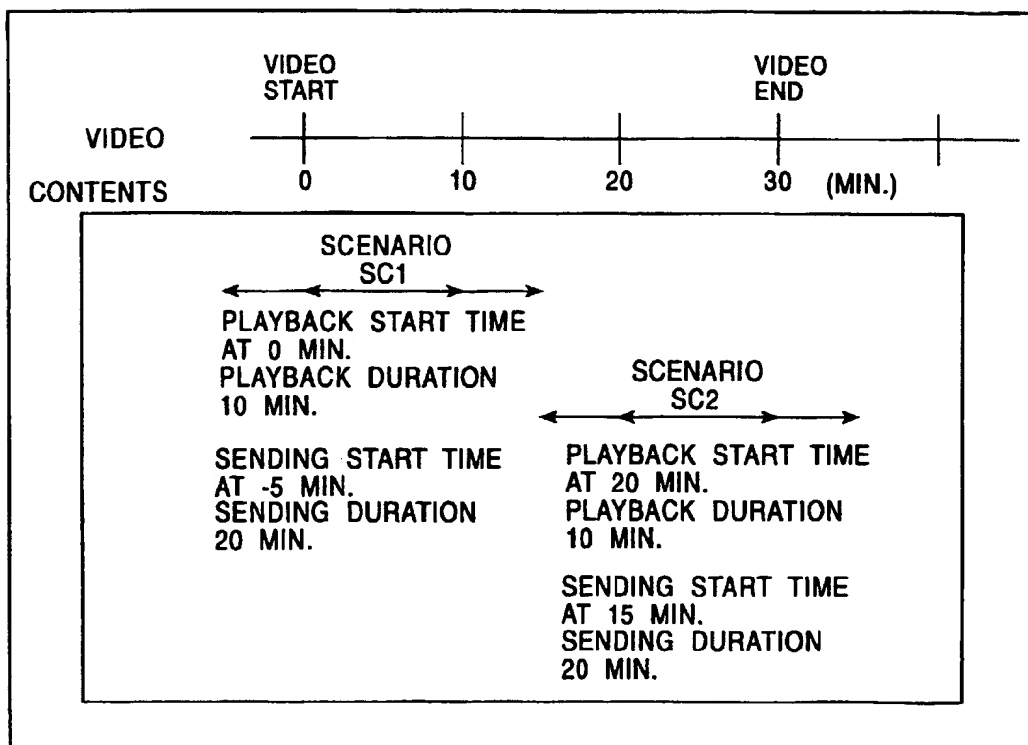 VIDEO
START
VIDEO
END
VIDEO
CONTENTS
0 10 20 30 (MIN.)
SCENARIO
SC1
PLAYBACK START TIME
AT 0 MIN.
PLAYBACK DURATION
10 MIN.
SENDING START TIME
AT -5 MIN.
SENDING DURATION
20 MIN.
SCENARIO
SC2
PLAYBACK START TIME
AT 20 MIN.
PLAYBACK DURATION
10 MIN.
SENDING START TIME
AT 15 MIN.
SENDING DURATION
20 MIN.